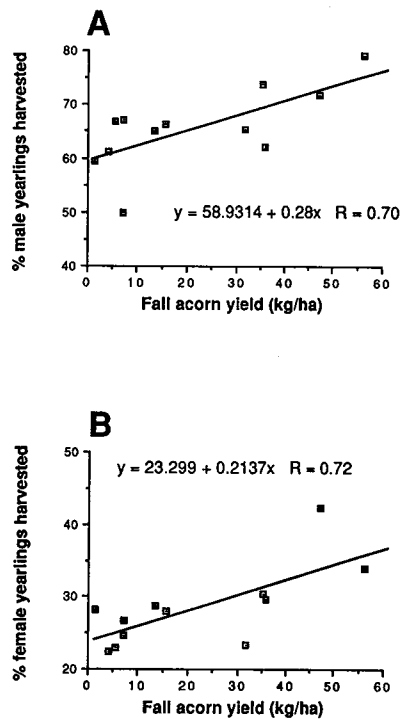 A
80
70
60
50
40
% male yearlings harvested
y = 58.9314 + 0.28x R = 0.70
0 10 20 30 40 50 60
Fall acorn yield (kg/ha)
B
50
40
30
20
% female yearlings harvested
y = 23.299 + 0.2137x R = 0.72
0 10 20 30 40 50 60
Fall acorn yield (kg/ha)